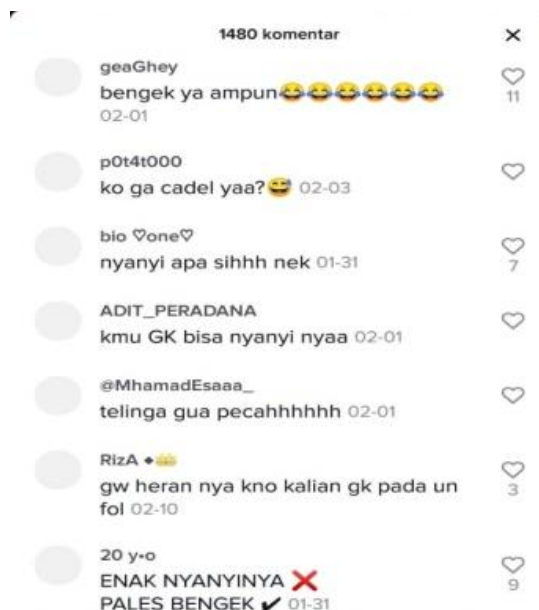 1480 komentar
geaGhey
bengek ya ampun😂😂😂😂😂😂
02-01
11
p0t4t000
ko ga cadel yaa?😅 02-03
bio ♡one♡
nyanyi apa sihhh nek 01-31
7
ADIT_PERADANA
kmu GK bisa nyanyi nyaa 02-01
@MhamadEsaaa_
telinga gua pecahhhhhh 02-01
RizA ♦👑
gw heran nya kno kalian gk pada un
fol 02-10
3
20 y•o
ENAK NYANYINYA ❌
PALES BENGEK ✔ 01-31
9